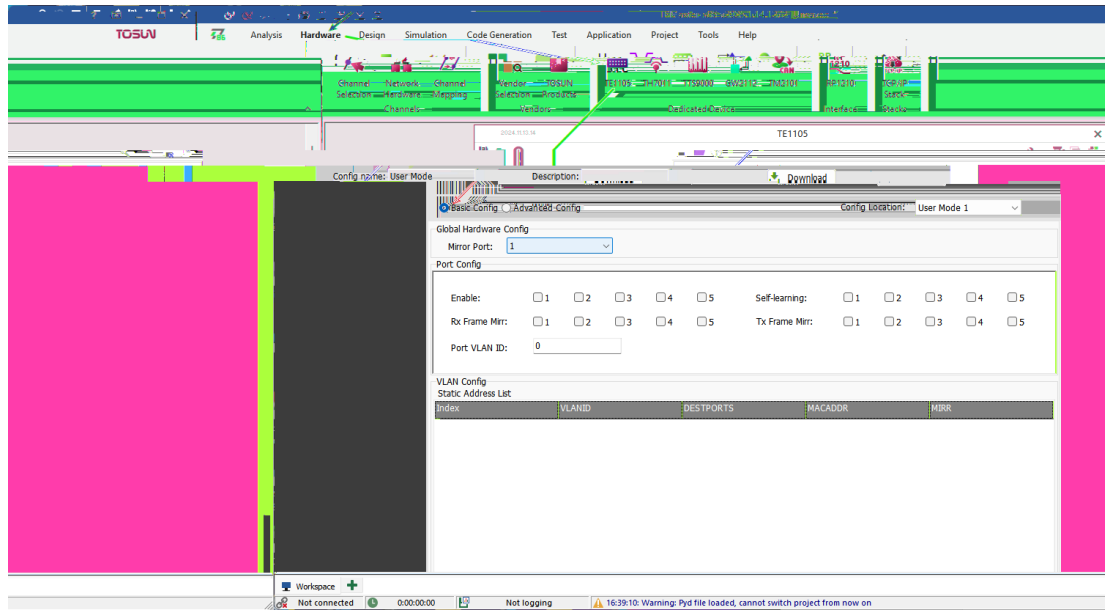 TOSUN Analysis Hardware Design Simulation Code Generation Test Application Project Tools Help
Channel Network Channel Vendor TOSUN TE1105 TH7011 TTS9000 GW2112 TM2101 RP1210 TCP/IP
Selection Hardware Mapping Selection Products Stack
Channels Vendors Dedicated Device Interface Stacks
2024.11.13.14 TE1105
Config name: User Mode Description: Download
Basic Config Advanced Config Config Location: User Mode 1
Global Hardware Config
Mirror Port: 1
Port Config
Enable: 1 2 3 4 5 Self-learning: 1 2 3 4 5
Rx Frame Mirr: 1 2 3 4 5 Tx Frame Mirr: 1 2 3 4 5
Port VLAN ID: 0
VLAN Config
Static Address List
Index VLANID DESTPORTS MACADDR MIRR
Workspace
Not connected 0:00:00:00 Not logging 16:39:10: Warning: Pyd file loaded, cannot switch project from now on